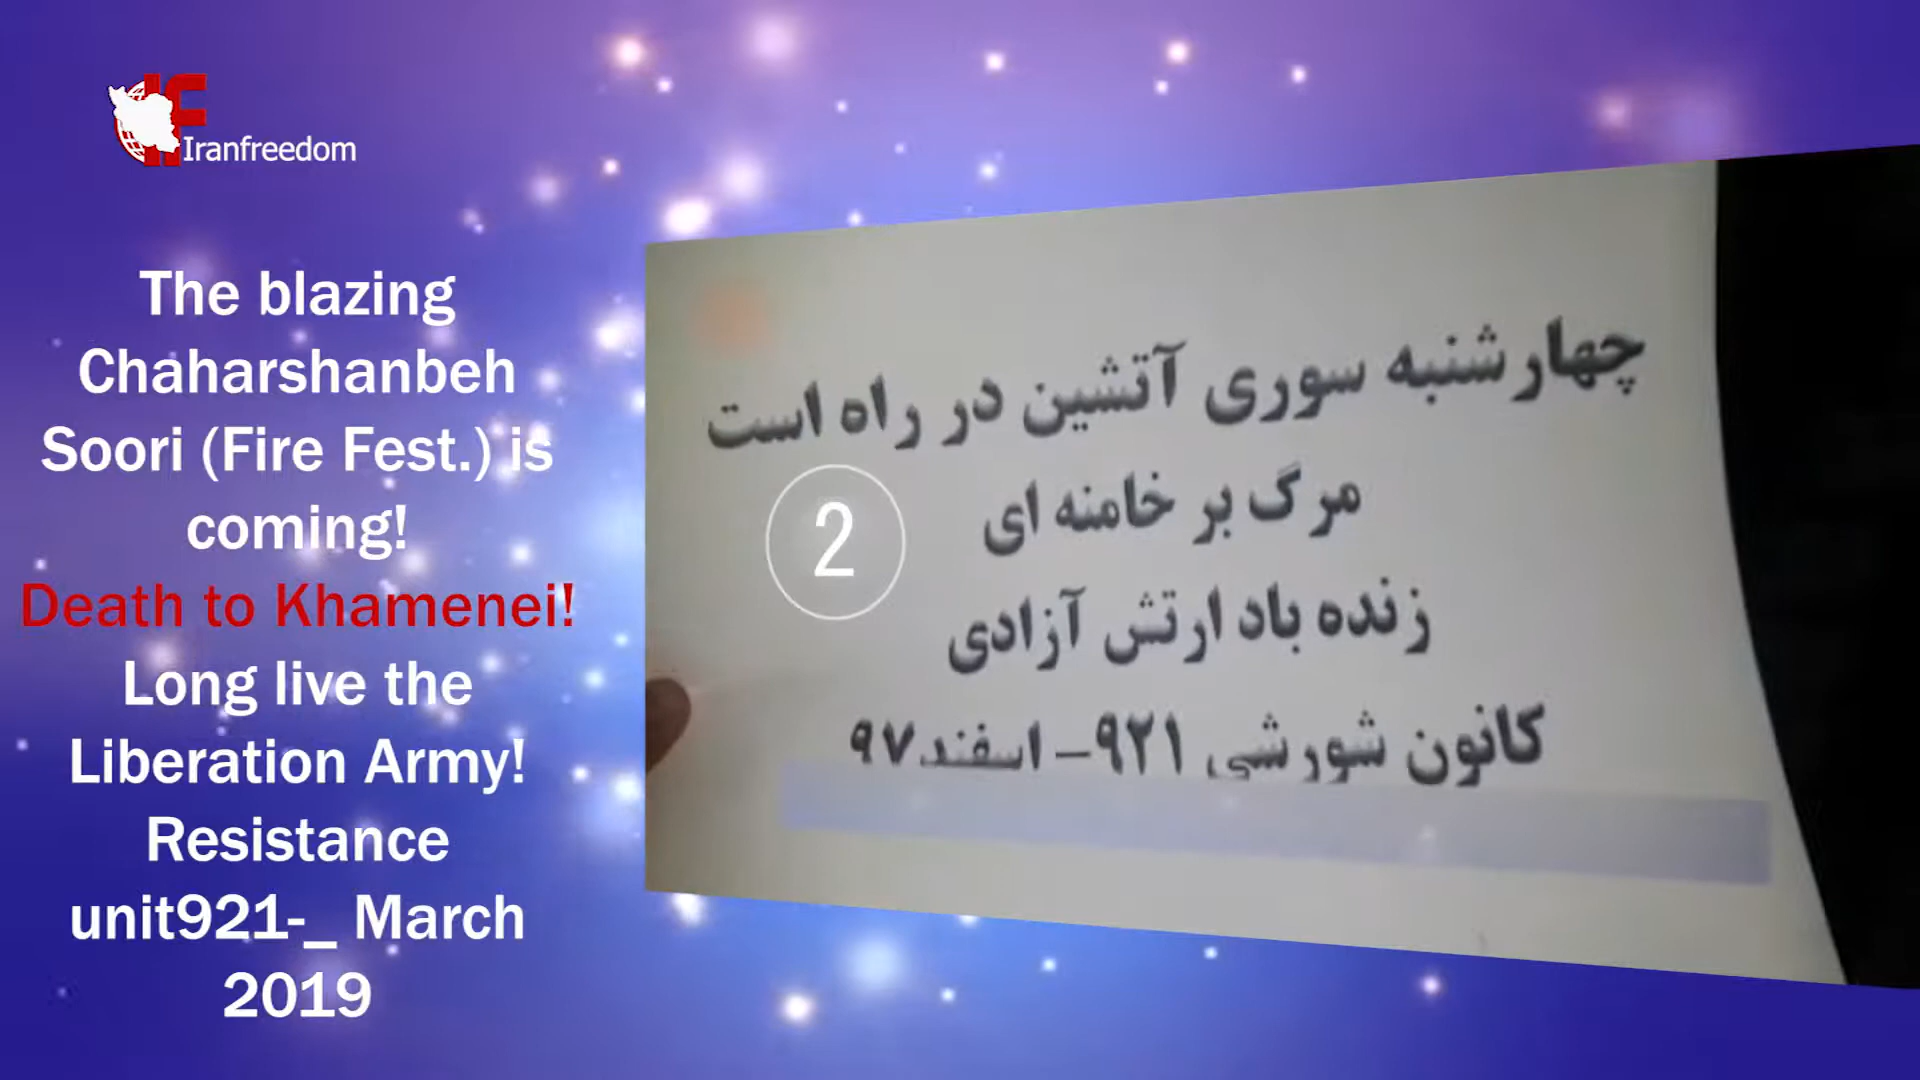 Iranfreedom
The blazing
Chaharshanbeh
Soori (Fire Fest.) is
coming!
Death to Khamenei!
Long live the
Liberation Army!
Resistance
unit921-_ March
2019
چهارشنبه سوری آتشین در راه است
مرگ بر خامنه ای
زنده باد ارتش آزادی
کانون شورشی ۹۲۱- اسفند۹۷
2